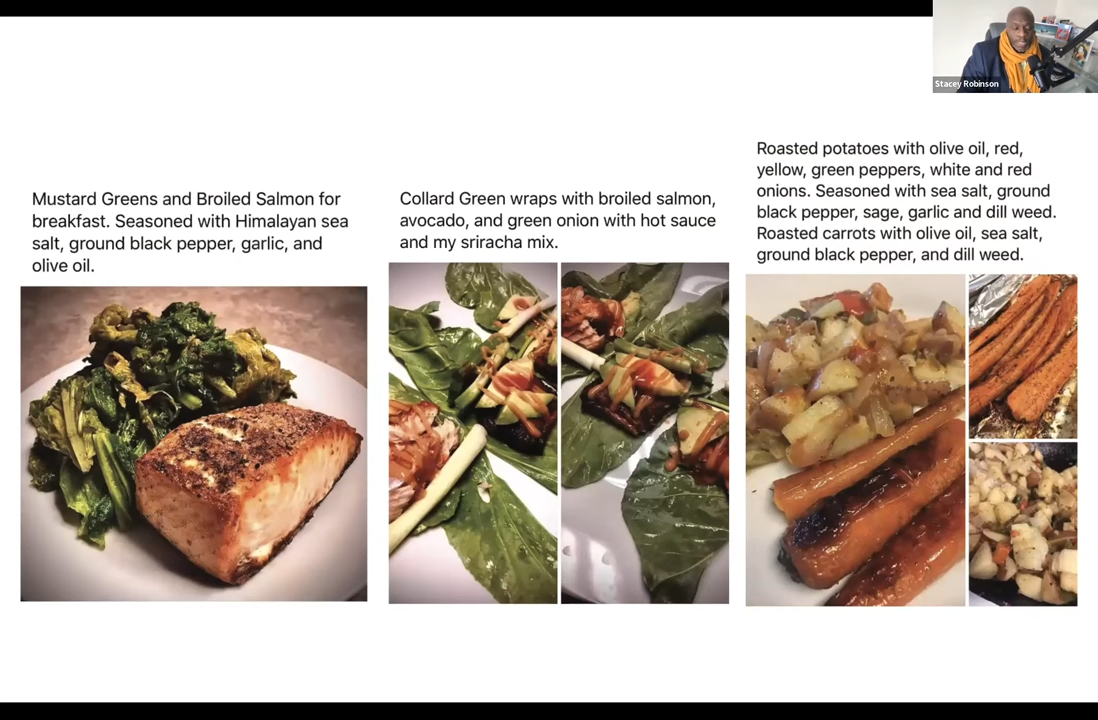 Stacey Robinson
Mustard Greens and Broiled Salmon for
breakfast. Seasoned with Himalayan sea
salt, ground black pepper, garlic, and
olive oil.
Collard Green wraps with broiled salmon,
avocado, and green onion with hot sauce
and my sriracha mix.
Roasted potatoes with olive oil, red,
yellow, green peppers, white and red
onions. Seasoned with sea salt, ground
black pepper, sage, garlic and dill weed.
Roasted carrots with olive oil, sea salt,
ground black pepper, and dill weed.